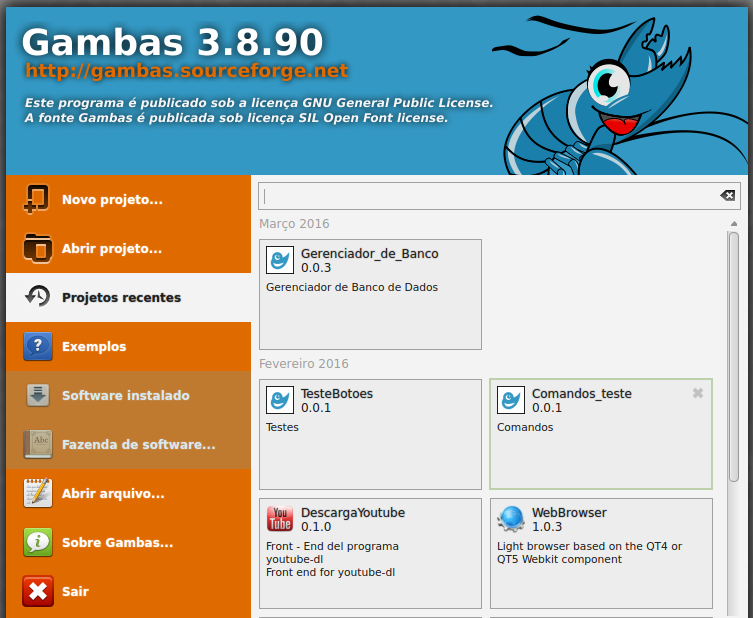 Gambas 3.8.90
http://gambas.sourceforge.net
Este programa é publicado sob a licença GNU General Public License.
A fonte Gambas é publicada sob licença SIL Open Font license.
Novo projeto...
Abrir projeto...
Projetos recentes
Exemplos
Software instalado
Abc
Fazenda de software...
Abrir arquivo...
Sobre Gambas...
Sair
Março 2016
Gerenciador_de_Banco
0.0.3
Gerenciador de Banco de Dados
Fevereiro 2016
TesteBotoes
0.0.1
Testes
Comandos_teste
0.0.1
Comandos
You
Tube
DescargaYoutube
0.1.0
Front - End del programa
youtube-dl
Front end for youtube-dl
WebBrowser
1.0.3
Light browser based on the QT4 or
QT5 Webkit component